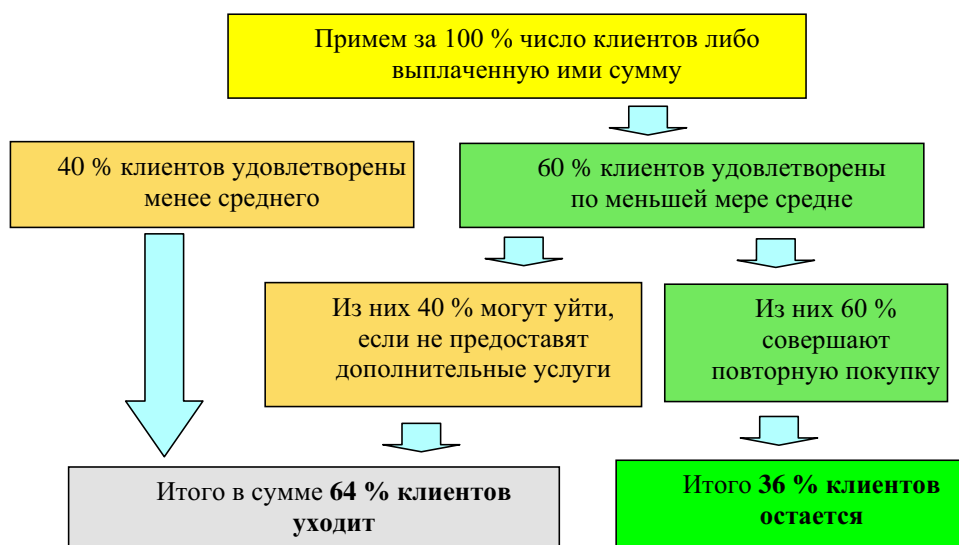 Примем за 100 % число клиентов либо
выплаченную ими сумму
40 % клиентов удовлетворены
менее среднего
60 % клиентов удовлетворены
по меньшей мере средне
Из них 40 % могут уйти,
если не предоставят
дополнительные услуги
Из них 60 %
совершают
повторную покупку
Итого в сумме 64 % клиентов
уходит
Итого 36 % клиентов
остается